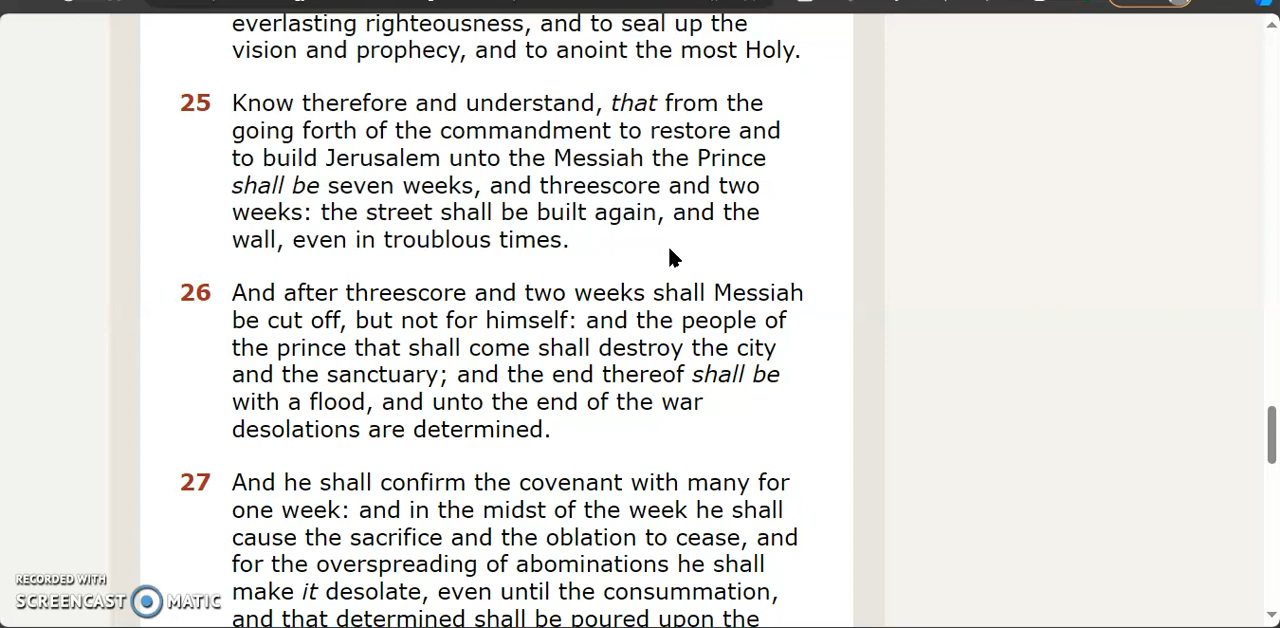 everlasting righteousness, and to seal up the
vision and prophecy, and to anoint the most Holy.
25 Know therefore and understand, that from the
going forth of the commandment to restore and
to build Jerusalem unto the Messiah the Prince
shall be seven weeks, and threescore and two
weeks: the street shall be built again, and the
wall, even in troublous times.
26 And after threescore and two weeks shall Messiah
be cut off, but not for himself: and the people of
the prince that shall come shall destroy the city
and the sanctuary; and the end thereof shall be
with a flood, and unto the end of the war
desolations are determined.
27 And he shall confirm the covenant with many for
one week: and in the midst of the week he shall
cause the sacrifice and the oblation to cease, and
for the overspreading of abominations he shall
make it desolate, even until the consummation,
and that determined shall be poured upon the
RECORDED WITH
SCREENCAST MATIC